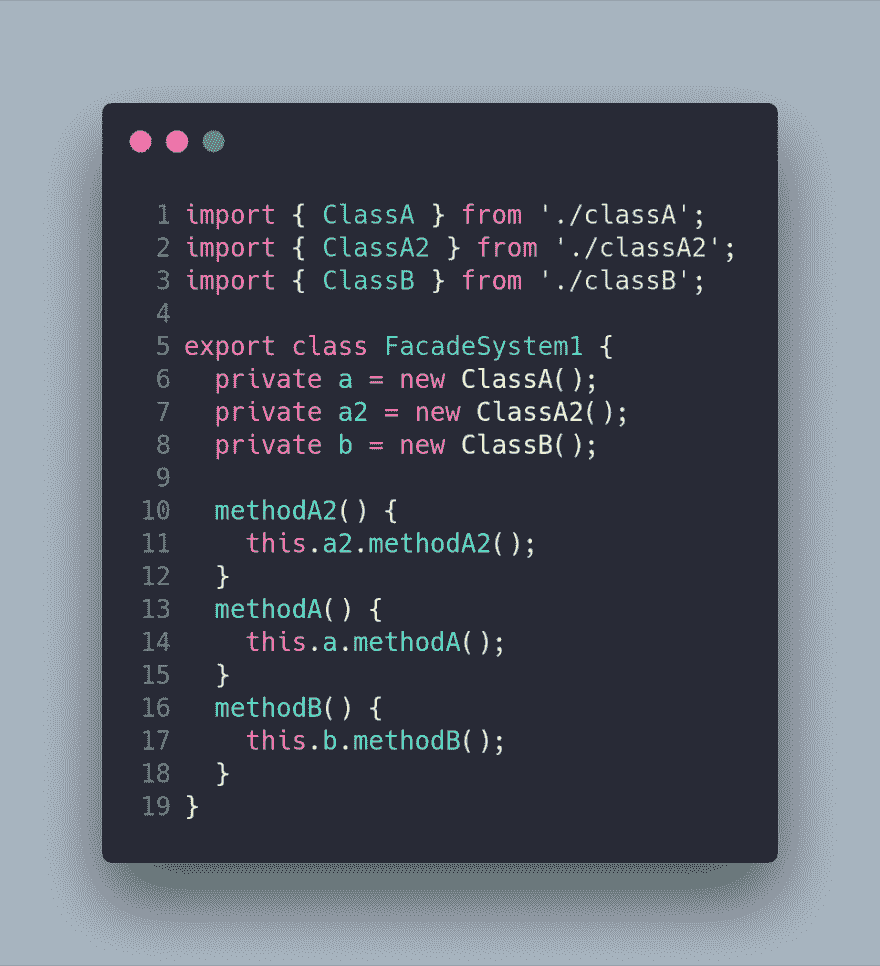 1 import { ClassA } from './classA';
2 import { ClassA2 } from './classA2';
3 import { ClassB } from './classB';
4
5 export class FacadeSystem1 {
6   private a = new ClassA();
7   private a2 = new ClassA2();
8   private b = new ClassB();
9
10   methodA2() {
11     this.a2.methodA2();
12   }
13   methodA() {
14     this.a.methodA();
15   }
16   methodB() {
17     this.b.methodB();
18   }
19 }